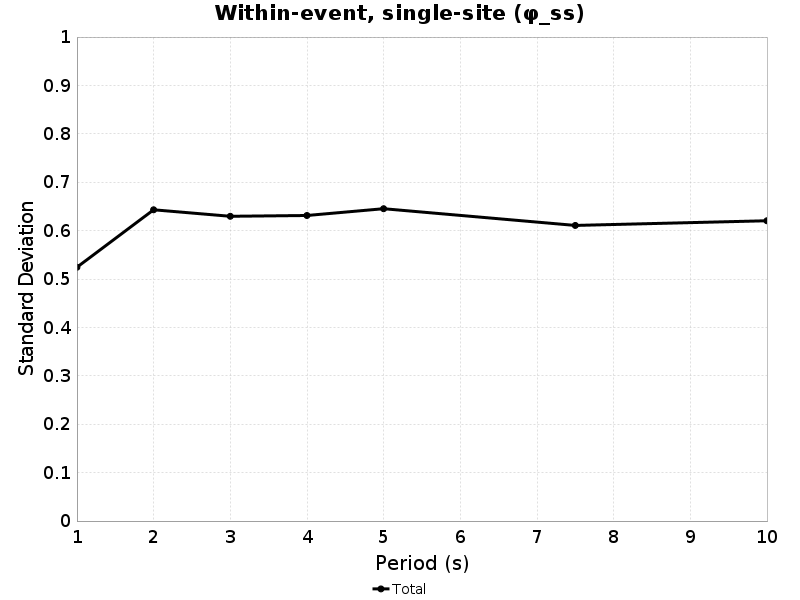 Within-event, single-site (φ_ss)
1
0.9
0.8
0.7
0.6
0.5
0.4
0.3
0.2
0.1
0
Standard Deviation
1 2 3 4 5 6 7 8 9 10
Period (s)
Total